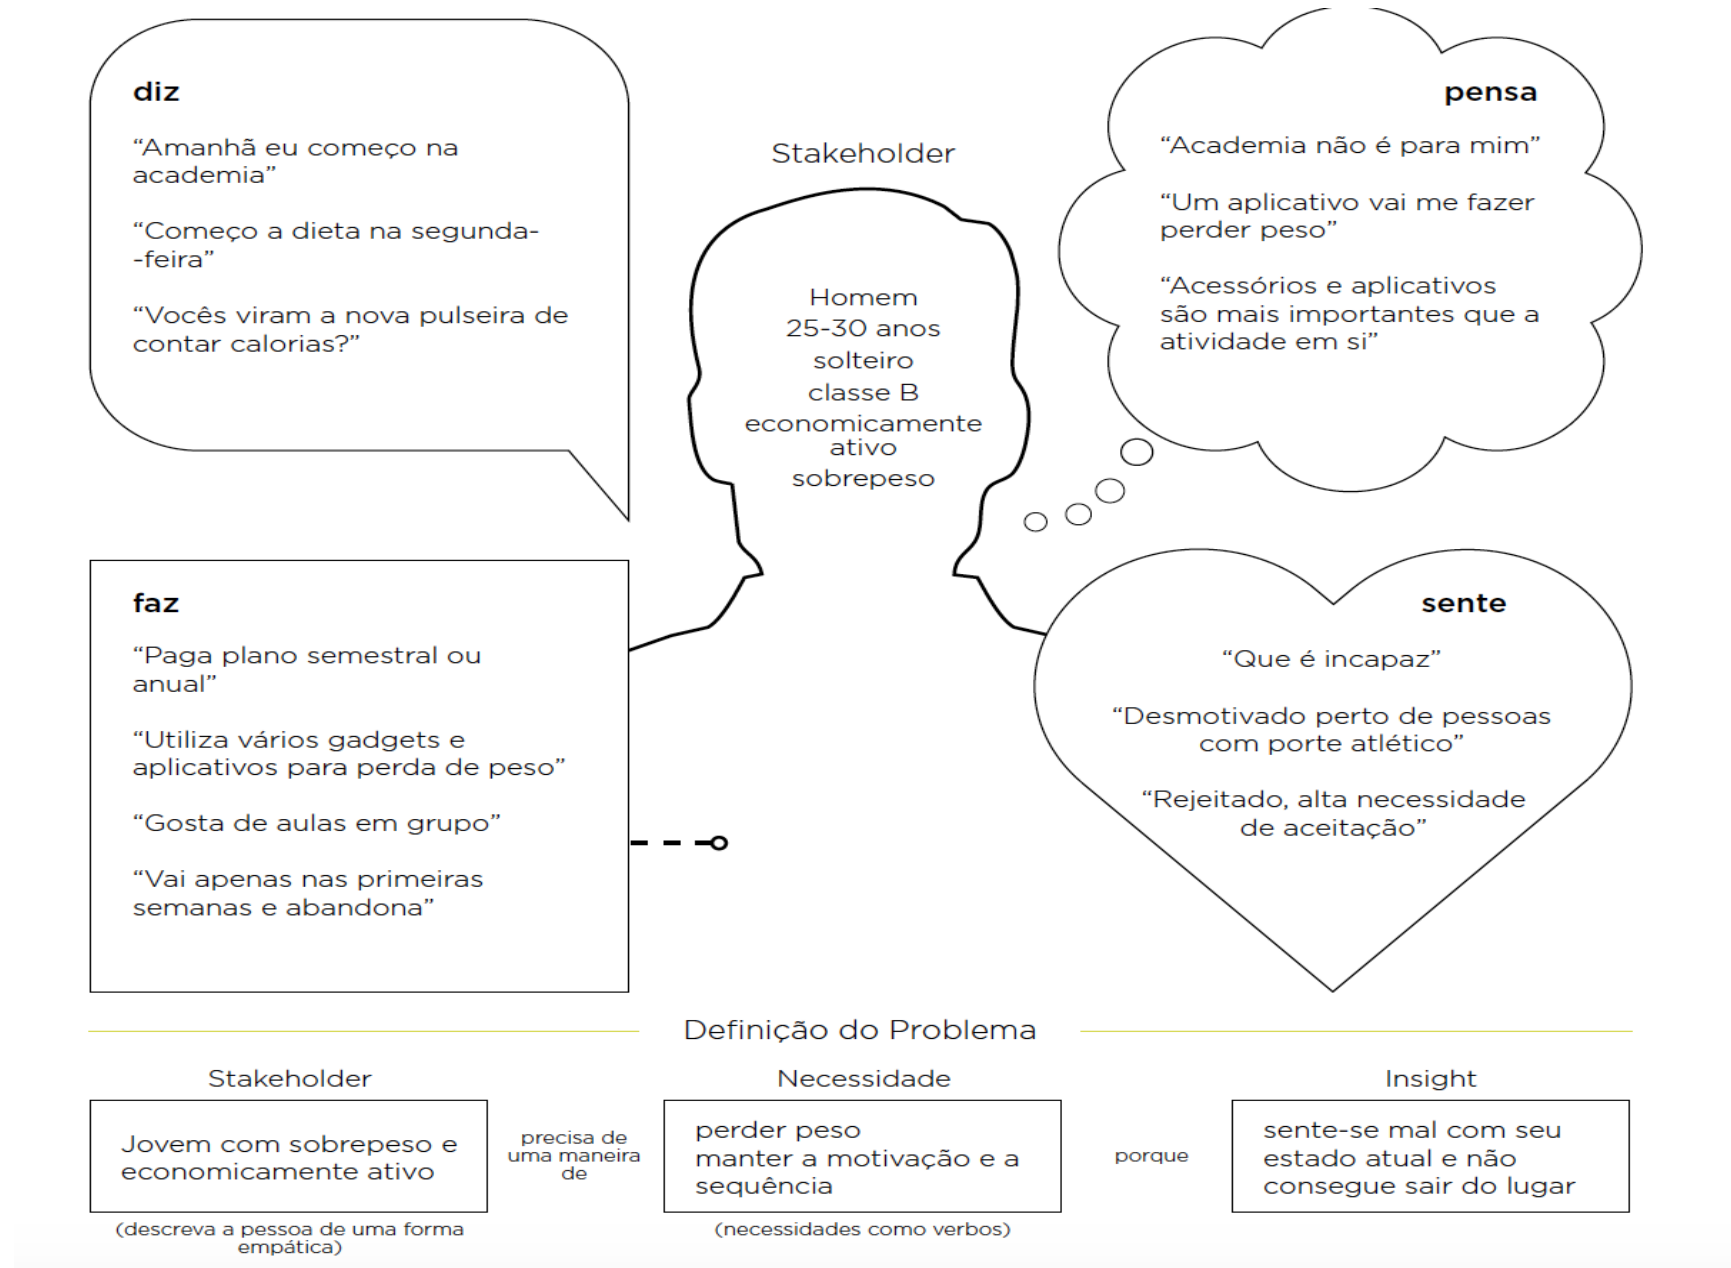 diz
“Amanhã eu começo na
academia”
“Começo a dieta na segunda-
-feira”
“Vocês viram a nova pulseira de
contar calorias?”
Stakeholder
Homem
25-30 anos
solteiro
classe B
economicamente
ativo
sobrepeso
pensa
“Academia não é para mim”
“Um aplicativo vai me fazer
perder peso”
“Acessórios e aplicativos
são mais importantes que a
atividade em si”
faz
“Paga plano semestral ou
anual”
“Utiliza vários gadgets e
aplicativos para perda de peso”
“Gosta de aulas em grupo”
“Vai apenas nas primeiras
semanas e abandona”
sente
“Que é incapaz”
“Desmotivado perto de pessoas
com porte atlético”
“Rejeitado, alta necessidade
de aceitação”
Definição do Problema
Stakeholder
Jovem com sobrepeso e
economicamente ativo
(descreva a pessoa de uma forma
empática)
precisa de
uma maneira
de
Necessidade
perder peso
manter a motivação e a
sequência
(necessidades como verbos)
porque
Insight
sente-se mal com seu
estado atual e não
consegue sair do lugar